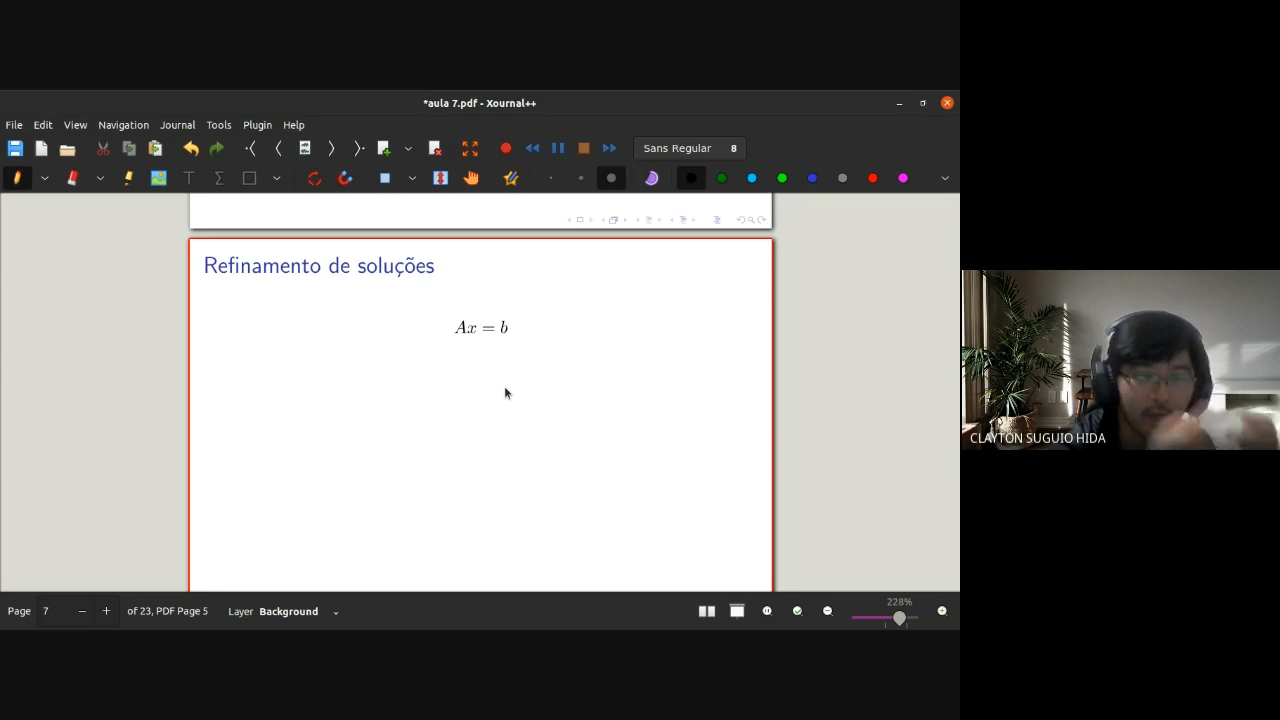 *aula 7.pdf - Xournal++
File Edit View Navigation Journal Tools Plugin Help
Sans Regular 8
Refinamento de soluções
Ax = b
CLAYTON SUGUIO HIDA
Page 7 of 23, PDF Page 5 Layer Background 228%